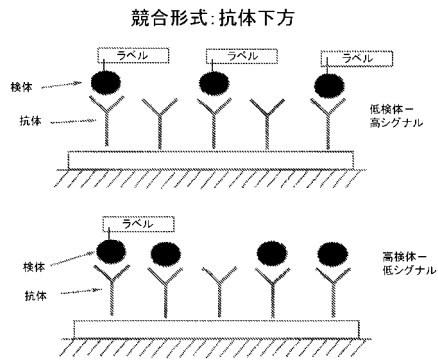 競合形式：抗体下方
ラベル
ラベル
ラベル
検体
抗体
低検体ー
高シグナル
ラベル
検体
抗体
高検体ー
低シグナル